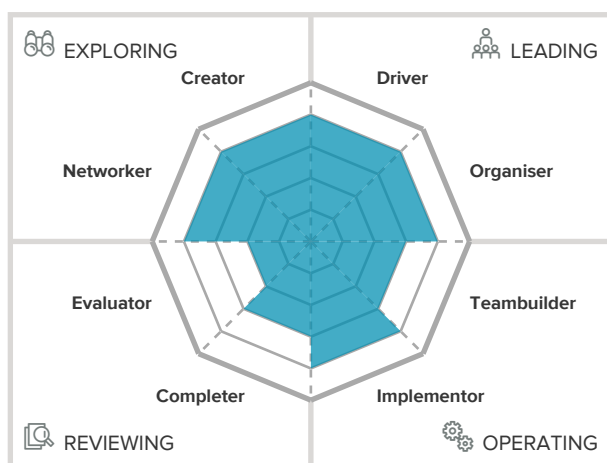 EXPLORING
LEADING
Creator
Driver
Networker
Organiser
Evaluator
Teambuilder
Completer
Implementor
REVIEWING
OPERATING